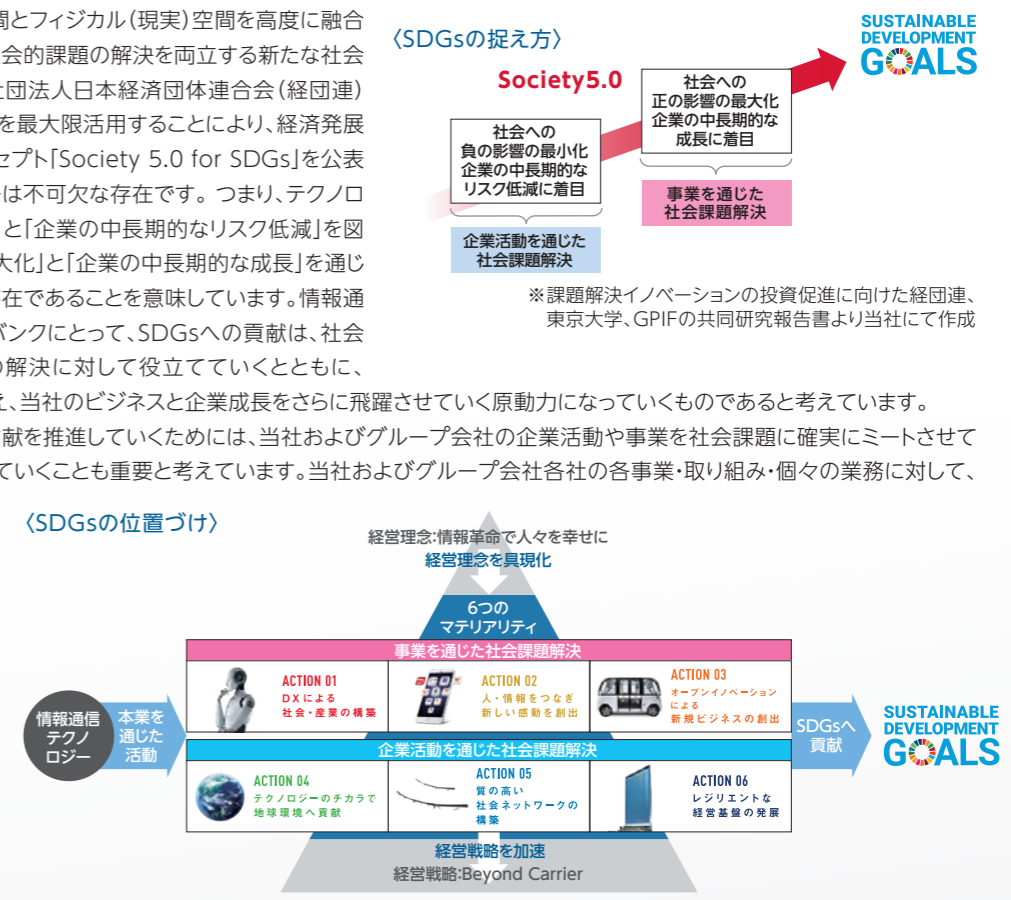 間とフィジカル(現実)空間を高度に融合
会的課題の解決を両立する新たな社会
社団法人日本経済団体連合会(経団連)
を最大限活用することにより、経済発展
セプト「Society 5.0 for SDGs」を公表
は不可欠な存在です。つまり、テクノロ
と「企業の中長期的なリスク低減」を図
大化」と「企業の中長期的な成長」を通じ
存在であることを意味しています。情報通
バンクにとって、SDGsへの貢献は、社会
の解決に対して役立てていくとともに、
え、当社のビジネスと企業成長をさらに飛躍させていく原動力になっていくものであると考えています。
献を推進していくためには、当社およびグループ会社の企業活動や事業を社会課題に確実にミートさせて
ていくことも重要と考えています。当社およびグループ会社各社の各事業・取り組み・個々の業務に対して、
〈SDGsの捉え方〉
SUSTAINABLE
DEVELOPMENT
GOALS
Society5.0
社会への
負の影響の最小化
企業の中長期的な
リスク低減に着目
企業活動を通じた
社会課題解決
社会への
正の影響の最大化
企業の中長期的な
成長に着目
事業を通じた
社会課題解決
※課題解決イノベーションの投資促進に向けた経団連、
東京大学、GPIFの共同研究報告書より当社にて作成
〈SDGsの位置づけ〉
経営理念:情報革命で人々を幸せに
経営理念を具現化
6つの
マテリアリティ
事業を通じた社会課題解決
ACTION 01
DXによる
社会・産業の構築
ACTION 02
人・情報をつなぎ
新しい感動を創出
ACTION 03
オープンイノベーション
による
新規ビジネスの創出
企業活動を通じた社会課題解決
ACTION 04
テクノロジーのチカラで
地球環境へ貢献
ACTION 05
質の高い
社会ネットワークの
構築
ACTION 06
レジリエントな
経営基盤の発展
情報通信
テクノ
ロジー
本業を
通じた
活動
SDGsへ
貢献
SUSTAINABLE
DEVELOPMENT
GOALS
経営戦略を加速
経営戦略:Beyond Carrier